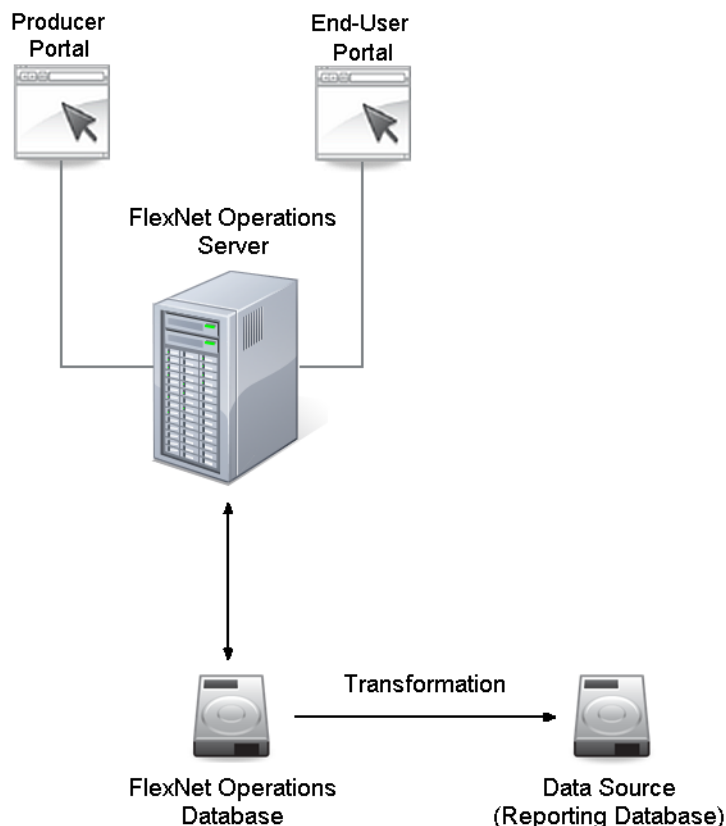 Producer
Portal
End-User
Portal
FlexNet Operations
Server
Transformation
FlexNet Operations
Database
Data Source
(Reporting Database)